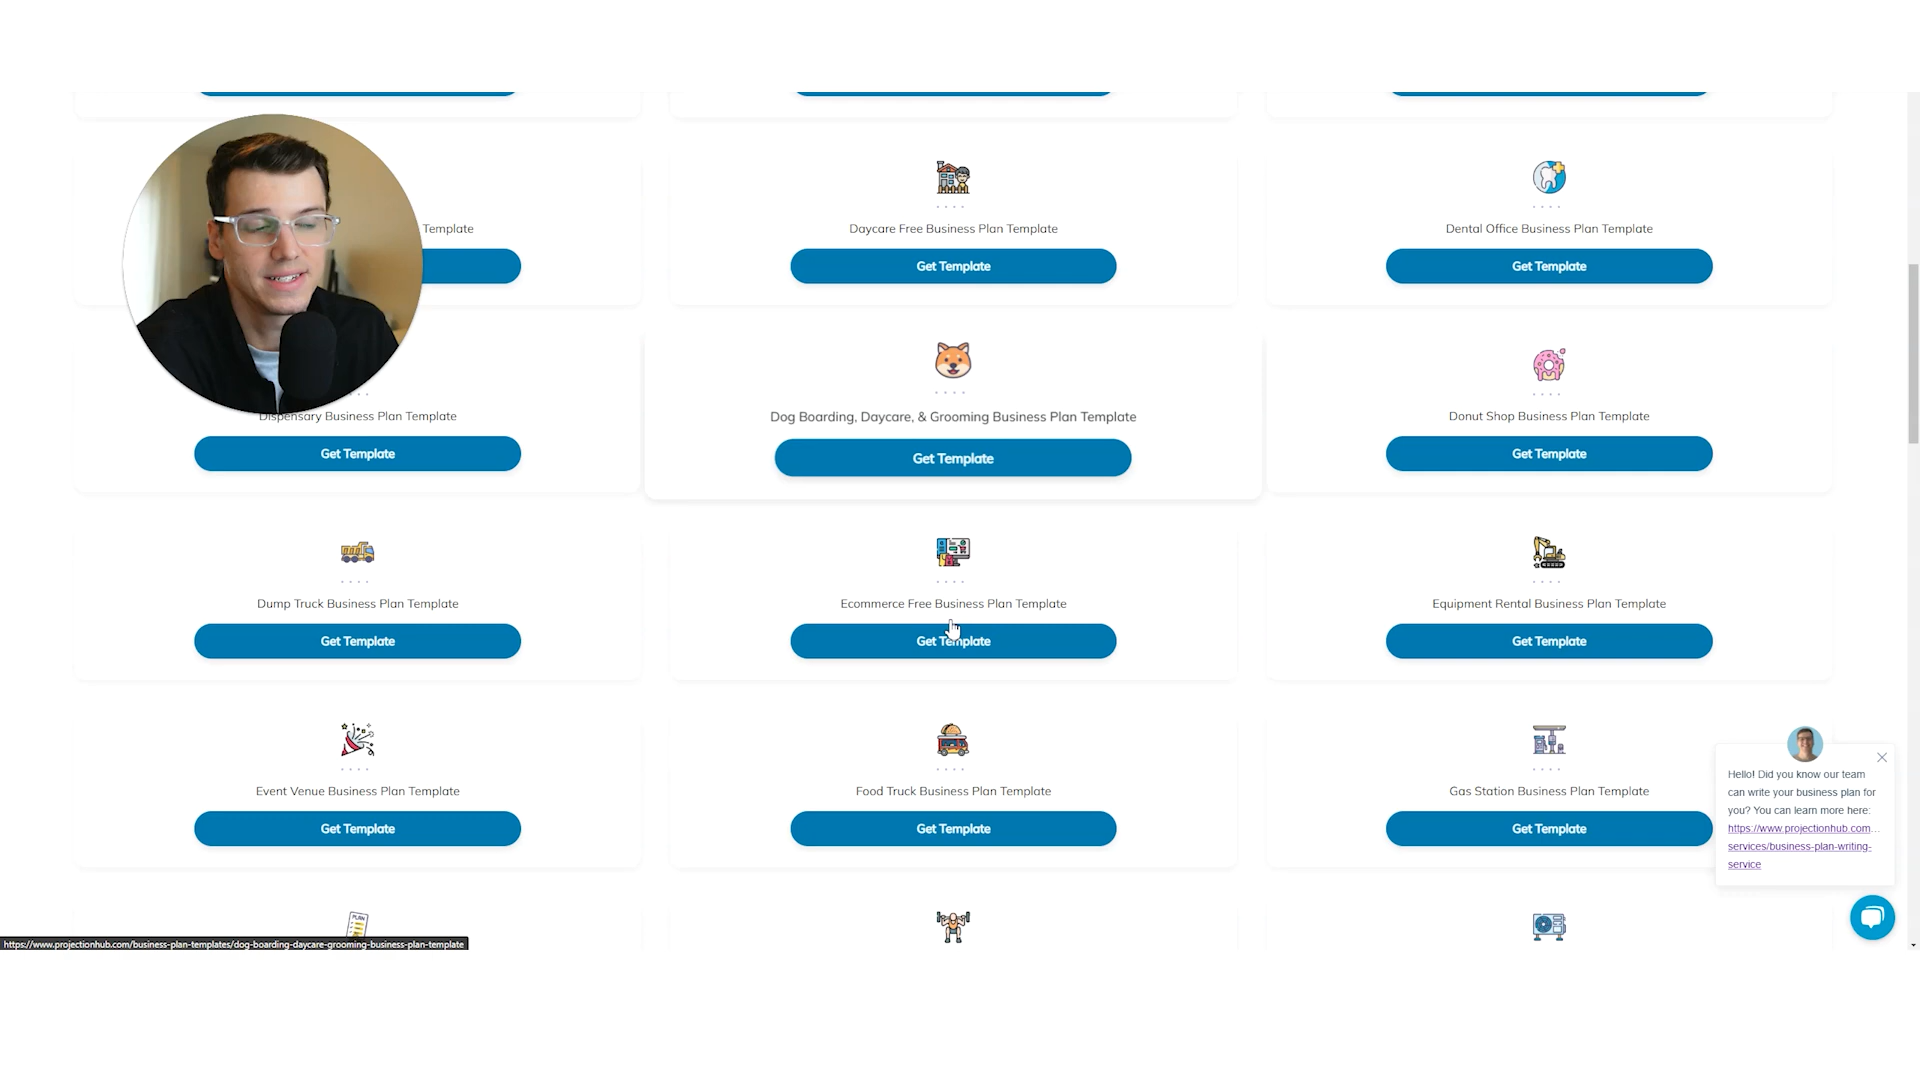 Template
Daycare Free Business Plan Template
Get Template
Dental Office Business Plan Template
Get Template
Dispensary Business Plan Template
Get Template
Dog Boarding, Daycare, & Grooming Business Plan Template
Get Template
Donut Shop Business Plan Template
Get Template
Dump Truck Business Plan Template
Get Template
Ecommerce Free Business Plan Template
Get Template
Equipment Rental Business Plan Template
Get Template
Event Venue Business Plan Template
Get Template
Food Truck Business Plan Template
Get Template
Gas Station Business Plan Template
Get Template
Hello! Did you know our team
can write your business plan for
you? You can learn more here:
https://www.projectionhub.com...
services/business-plan-writing-
service
PLAN
https://www.projectionhub.com/business-plan-templates/dog-boarding-daycare-grooming-business-plan-template